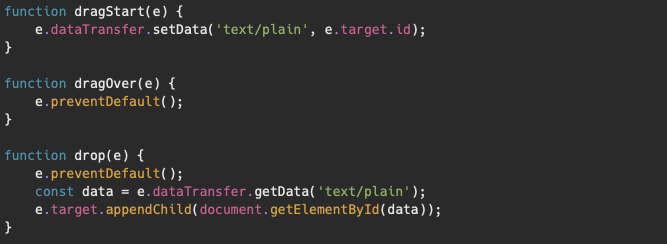 function dragStart(e) {
    e.dataTransfer.setData('text/plain', e.target.id);
}

function dragOver(e) {
    e.preventDefault();
}

function drop(e) {
    e.preventDefault();
    const data = e.dataTransfer.getData('text/plain');
    e.target.appendChild(document.getElementById(data));
}